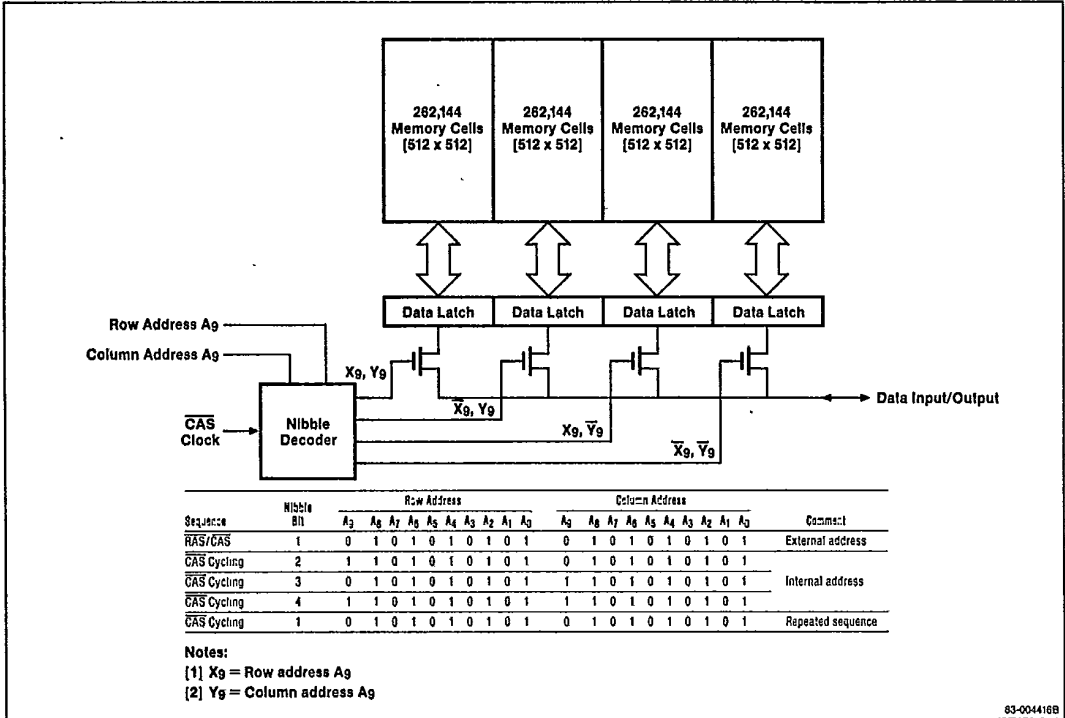 262,144 Memory Cells [512 x 512]
262,144 Memory Cells [512 x 512]
262,144 Memory Cells [512 x 512]
262,144 Memory Cells [512 x 512]
Data Latch Data Latch Data Latch Data Latch
Row Address A9
Column Address A9
X9, Y9
X̅9, Y9
X9, Y̅9
X̅9, Y̅9
Data Input/Output
C̅A̅S̅ Clock
Nibble Decoder
Row Address Column Address
Sequence Nibble Bit A9 A8 A7 A6 A5 A4 A3 A2 A1 A0 A9 A8 A7 A6 A5 A4 A3 A2 A1 A0 Comment
R̅A̅S̅/C̅A̅S̅ 1 0 1 0 1 0 1 0 1 0 1 0 1 0 1 0 1 0 1 0 1 External address
C̅A̅S̅ Cycling 2 1 1 0 1 0 1 0 1 0 1 0 1 0 1 0 1 0 1 0 1
C̅A̅S̅ Cycling 3 0 1 0 1 0 1 0 1 0 1 1 1 0 1 0 1 0 1 0 1 Internal address
C̅A̅S̅ Cycling 4 1 1 0 1 0 1 0 1 0 1 1 1 0 1 0 1 0 1 0 1
C̅A̅S̅ Cycling 1 0 1 0 1 0 1 0 1 0 1 0 1 0 1 0 1 0 1 0 1 Repeated sequence
Notes:
[1] X9 = Row address A9
[2] Y9 = Column address A9
83-004416B